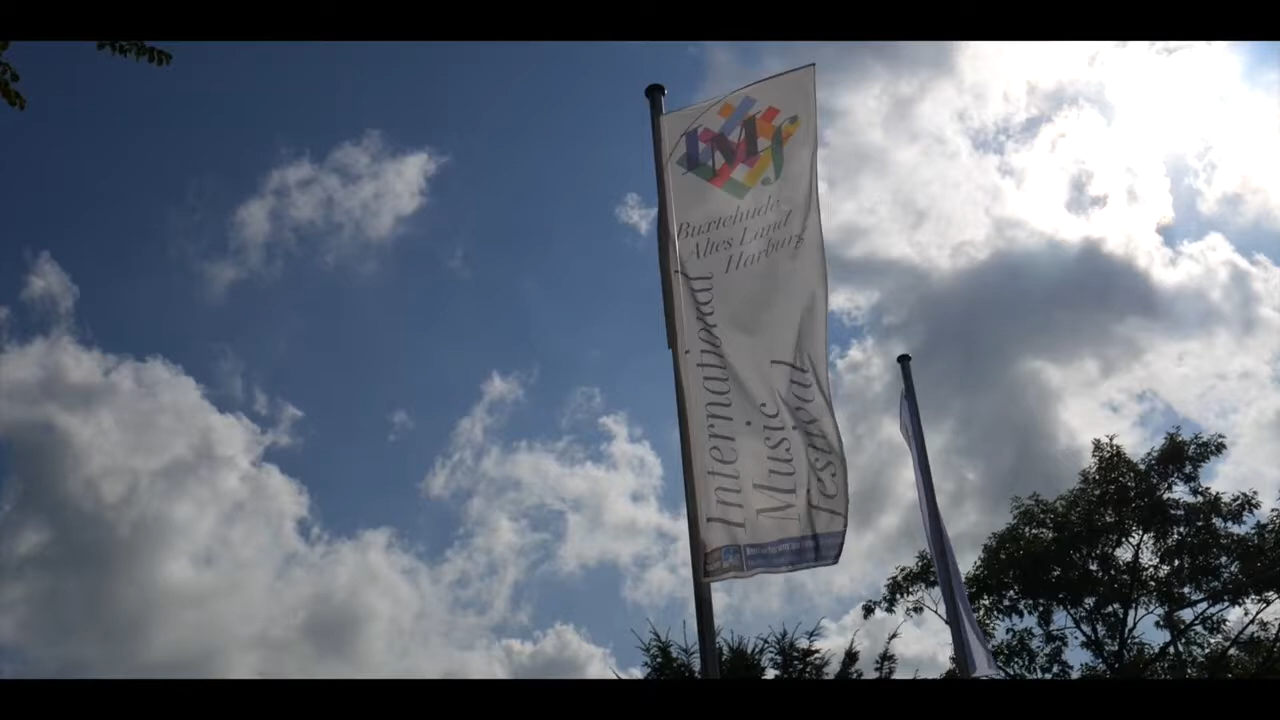 IMf
Buxtehude
Altes Land
Harburg
International
Music
festival